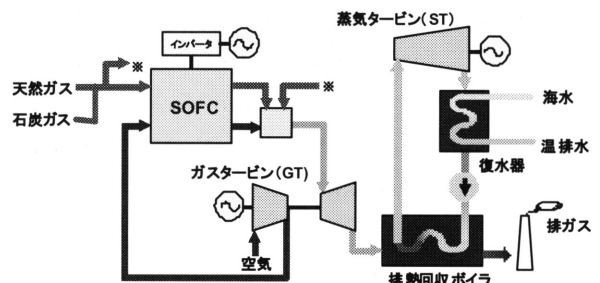 蒸気タービン(ST)
インバータ
※
天然ガス
SOFC
※
海水
石炭ガス
温排水
復水器
ガスタービン(GT)
排ガス
空気
排熱回収ボイラ